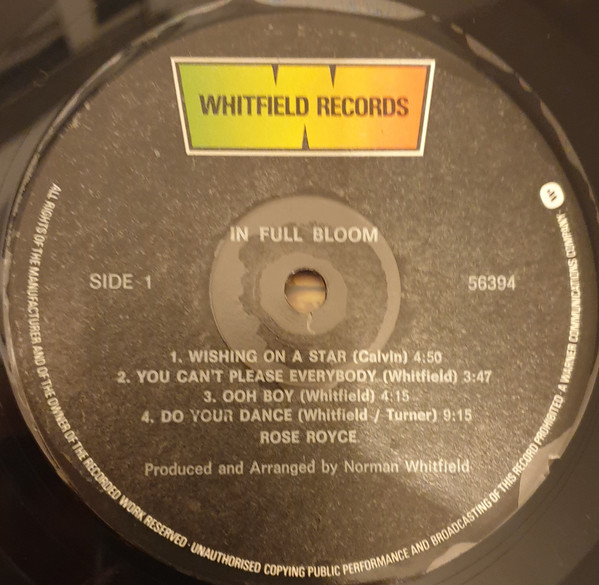 WHITFIELD RECORDS
IN FULL BLOOM
SIDE 1
56394
1. WISHING ON A STAR (Calvin) 4:50
2. YOU CAN'T PLEASE EVERYBODY (Whitfield) 3:47
3. OOH BOY (Whitfield) 4:15
4. DO YOUR DANCE (Whitfield / Turner) 9:15
ROSE ROYCE
Produced and Arranged by Norman Whitfield
ALL RIGHTS OF THE MANUFACTURER AND OF THE OWNER OF THE RECORDED WORK RESERVED · UNAUTHORISED COPYING PUBLIC PERFORMANCE AND BROADCASTING OF THIS RECORD PROHIBITED · A WARNER COMMUNICATIONS COMPANY